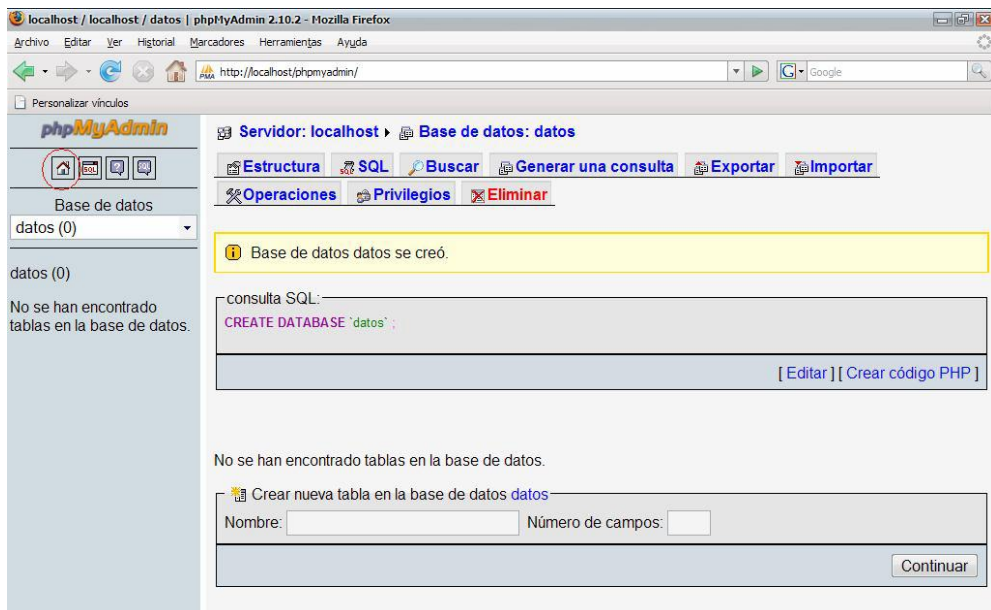 localhost / localhost / datos | phpMyAdmin 2.10.2 - Mozilla Firefox
Archivo Editar Ver Historial Marcadores Herramientas Ayuda
PMA http://localhost/phpmyadmin/ G Google
Personalizar vínculos
phpMyAdmin
SQL
Base de datos
datos (0)
datos (0)
No se han encontrado
tablas en la base de datos.
Servidor: localhost Base de datos: datos
Estructura SQL Buscar Generar una consulta Exportar Importar
Operaciones Privilegios Eliminar
Base de datos datos se creó.
consulta SQL:
CREATE DATABASE `datos` ;
[ Editar ] [ Crear código PHP ]
No se han encontrado tablas en la base de datos.
Crear nueva tabla en la base de datos datos
Nombre: Número de campos:
Continuar